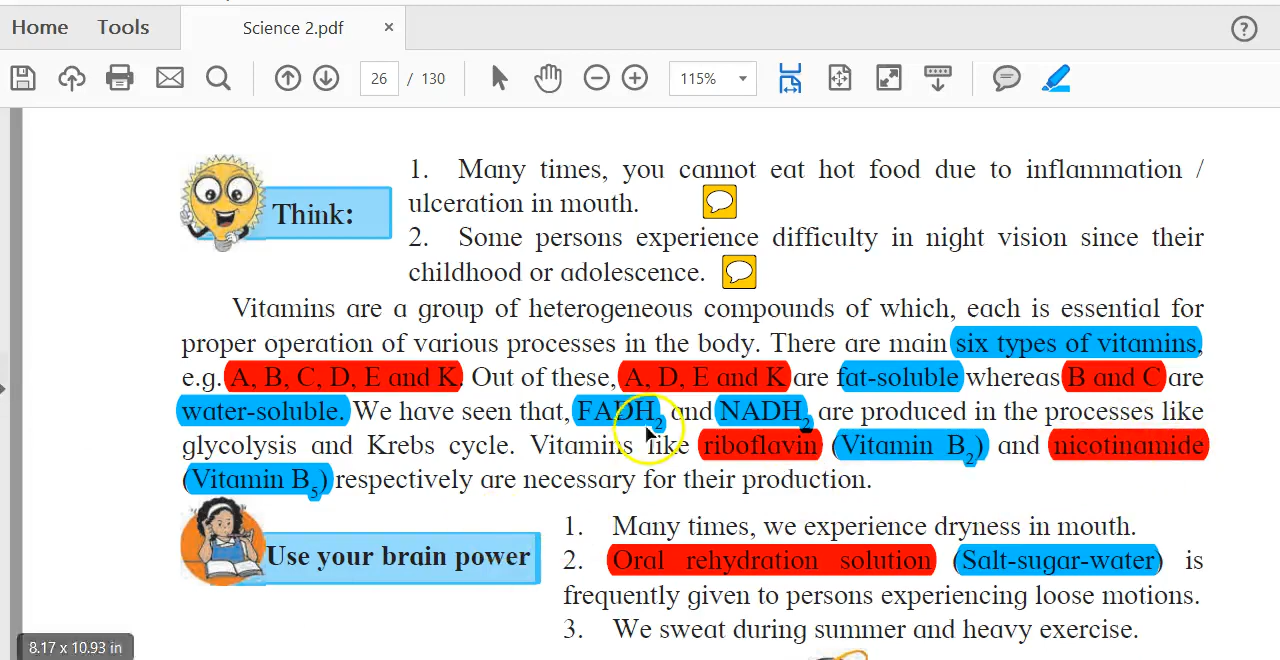 Home Tools Science 2.pdf ×
26 / 130 115%
Think:
1. Many times, you cannot eat hot food due to inflammation /
ulceration in mouth.
2. Some persons experience difficulty in night vision since their
childhood or adolescence.
Vitamins are a group of heterogeneous compounds of which, each is essential for
proper operation of various processes in the body. There are main six types of vitamins,
e.g. A, B, C, D, E and K. Out of these, A, D, E and K are fat-soluble whereas B and C are
water-soluble. We have seen that, FADH2 and NADH2 are produced in the processes like
glycolysis and Krebs cycle. Vitamins like riboflavin (Vitamin B2) and nicotinamide
(Vitamin B5) respectively are necessary for their production.
Use your brain power
1. Many times, we experience dryness in mouth.
2. Oral rehydration solution (Salt-sugar-water) is
frequently given to persons experiencing loose motions.
3. We sweat during summer and heavy exercise.
8.17 x 10.93 in